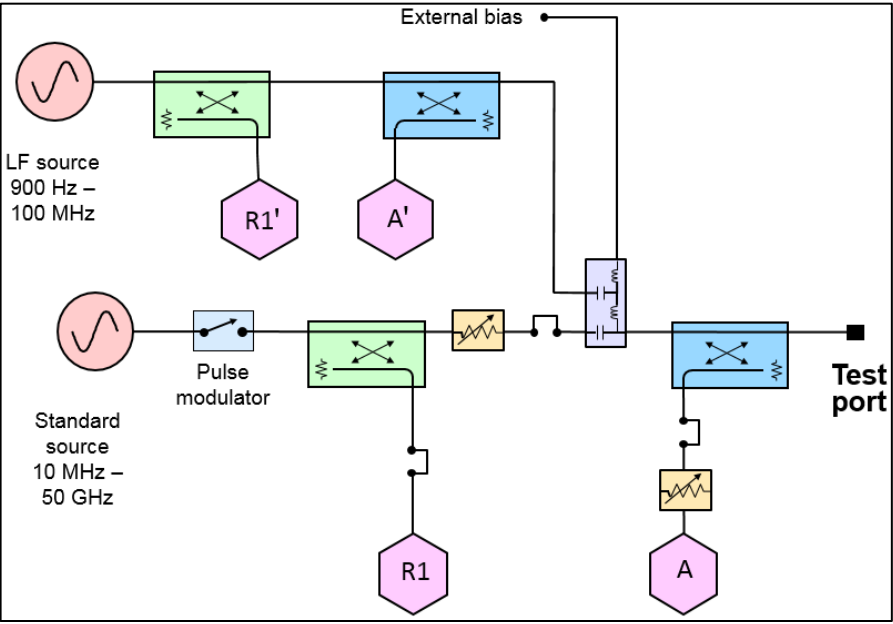 External bias
LF source
900 Hz –
100 MHz
R1'
A'
Pulse
modulator
Standard
source
10 MHz –
50 GHz
Test
port
R1
A